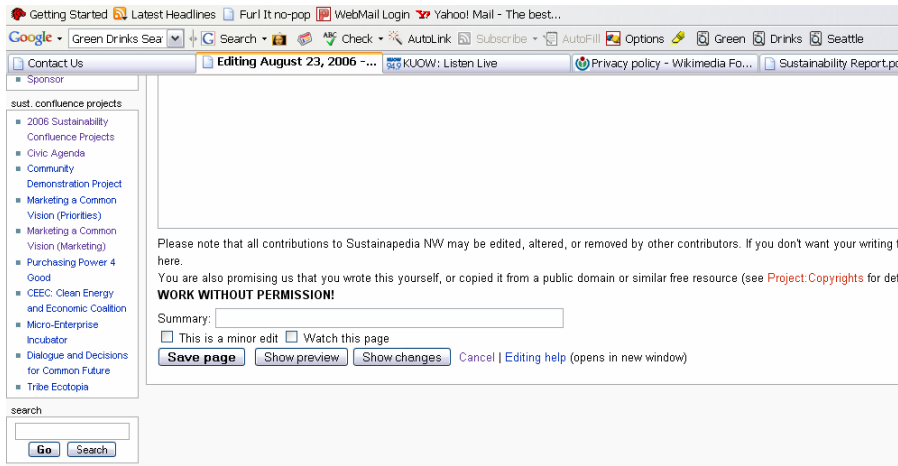 Getting Started Latest Headlines Furl It no-pop WebMail Login Yahoo! Mail - The best...
Google Green Drinks Sea Search Check AutoLink Subscribe AutoFill Options Green Drinks Seattle
Contact Us Editing August 23, 2006 -... KUOW: Listen Live Privacy policy - Wikimedia Fo... Sustainability Report.po
Sponsor
sust. confluence projects
2006 Sustainability
Confluence Projects
Civic Agenda
Community
Demonstration Project
Marketing a Common
Vision (Priorities)
Marketing a Common
Vision (Marketing)
Purchasing Power 4
Good
CEEC: Clean Energy
and Economic Coalition
Micro-Enterprise
Incubator
Dialogue and Decisions
for Common Future
Tribe Ecotopia
search
Go Search
Please note that all contributions to Sustainapedia NW may be edited, altered, or removed by other contributors. If you don't want your writing
here.
You are also promising us that you wrote this yourself, or copied it from a public domain or similar free resource (see Project:Copyrights for det
WORK WITHOUT PERMISSION!
Summary:
This is a minor edit Watch this page
Save page Show preview Show changes Cancel | Editing help (opens in new window)